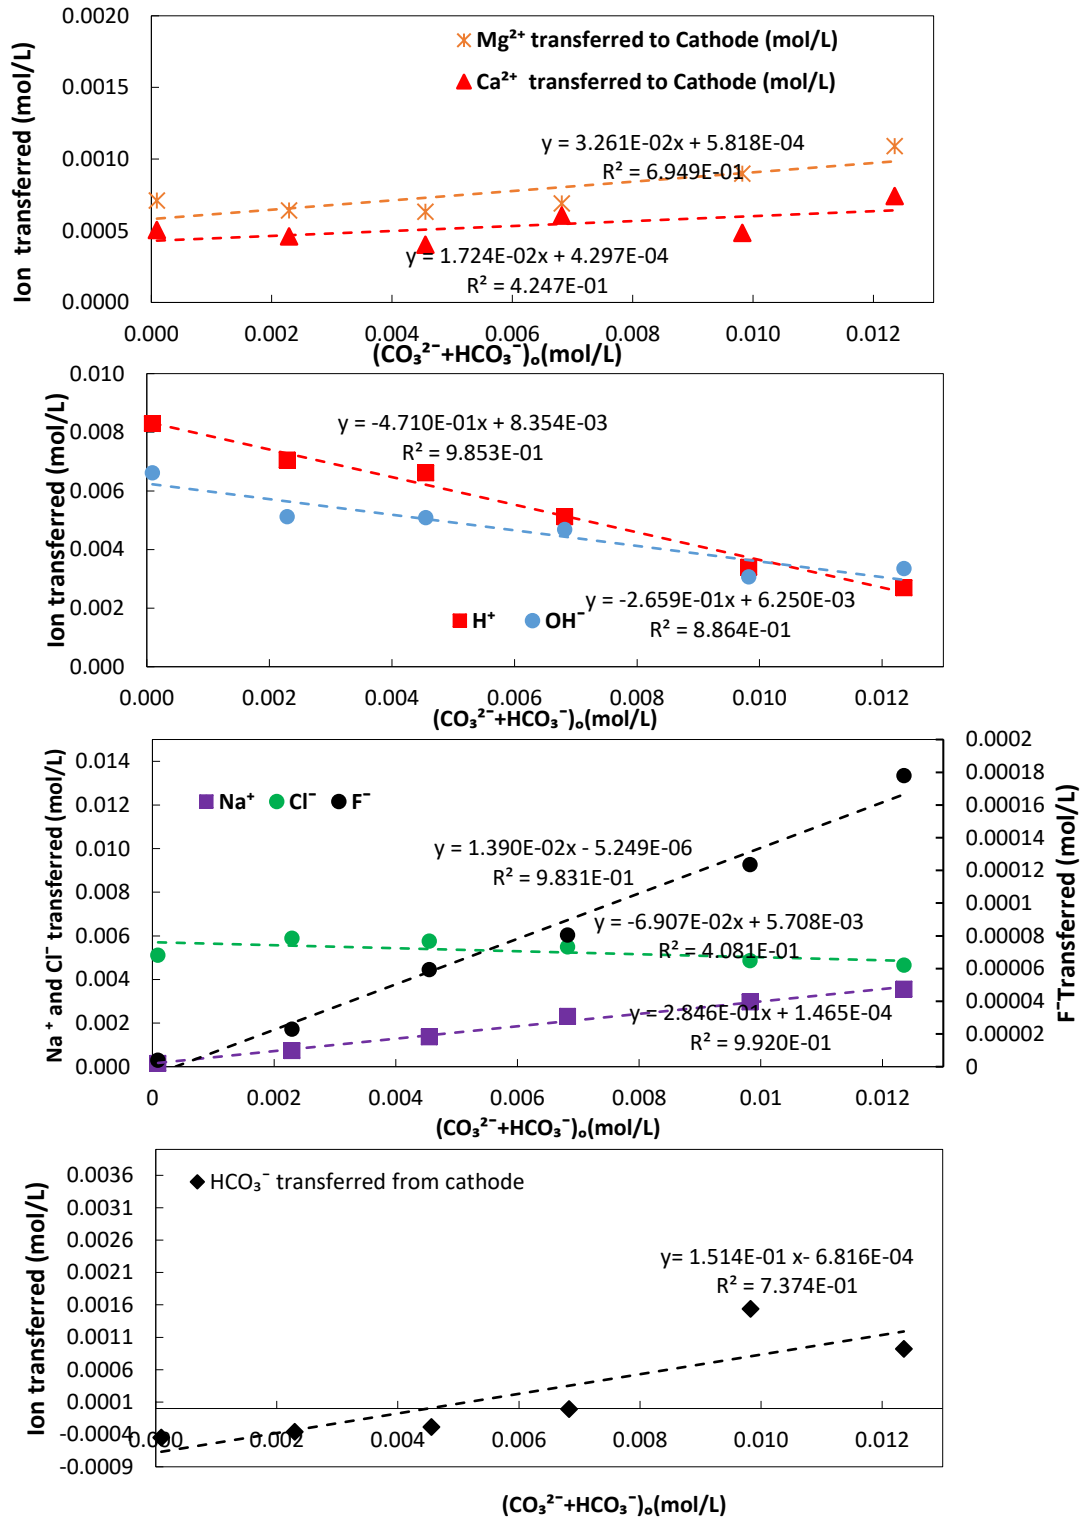 0.0020
0.0015
0.0010
0.0005
0.0000
Ion transferred (mol/L)
Mg²⁺ transferred to Cathode (mol/L)
Ca²⁺ transferred to Cathode (mol/L)
y = 3.261E-02x + 5.818E-04
R² = 6.949E-01
y = 1.724E-02x + 4.297E-04
R² = 4.247E-01
0.000 0.002 0.004 0.006 0.008 0.010 0.012
(CO₃²⁻+HCO₃⁻)ₒ(mol/L)
0.010
0.008
0.006
0.004
0.002
0.000
Ion transferred (mol/L)
y = -4.710E-01x + 8.354E-03
R² = 9.853E-01
y = -2.659E-01x + 6.250E-03
R² = 8.864E-01
H⁺ OH⁻
0.000 0.002 0.004 0.006 0.008 0.010 0.012
(CO₃²⁻+HCO₃⁻)ₒ(mol/L)
0.014
0.012
0.010
0.008
0.006
0.004
0.002
0.000
Na⁺ and Cl⁻ transferred (mol/L)
Na⁺ Cl⁻ F⁻
y = 1.390E-02x - 5.249E-06
R² = 9.831E-01
y = -6.907E-02x + 5.708E-03
R² = 4.081E-01
y = 2.846E-01x + 1.465E-04
R² = 9.920E-01
0.0002
0.00018
0.00016
0.00014
0.00012
0.0001
0.00008
0.00006
0.00004
0.00002
0
F⁻Transferred (mol/L)
0 0.002 0.004 0.006 0.008 0.01 0.012
(CO₃²⁻+HCO₃⁻)ₒ(mol/L)
0.0036
0.0031
0.0026
0.0021
0.0016
0.0011
0.0006
0.0001
-0.0004
-0.0009
Ion transferred (mol/L)
HCO₃⁻ transferred from cathode
y= 1.514E-01 x- 6.816E-04
R² = 7.374E-01
0.000 0.002 0.004 0.006 0.008 0.010 0.012
(CO₃²⁻+HCO₃⁻)ₒ(mol/L)